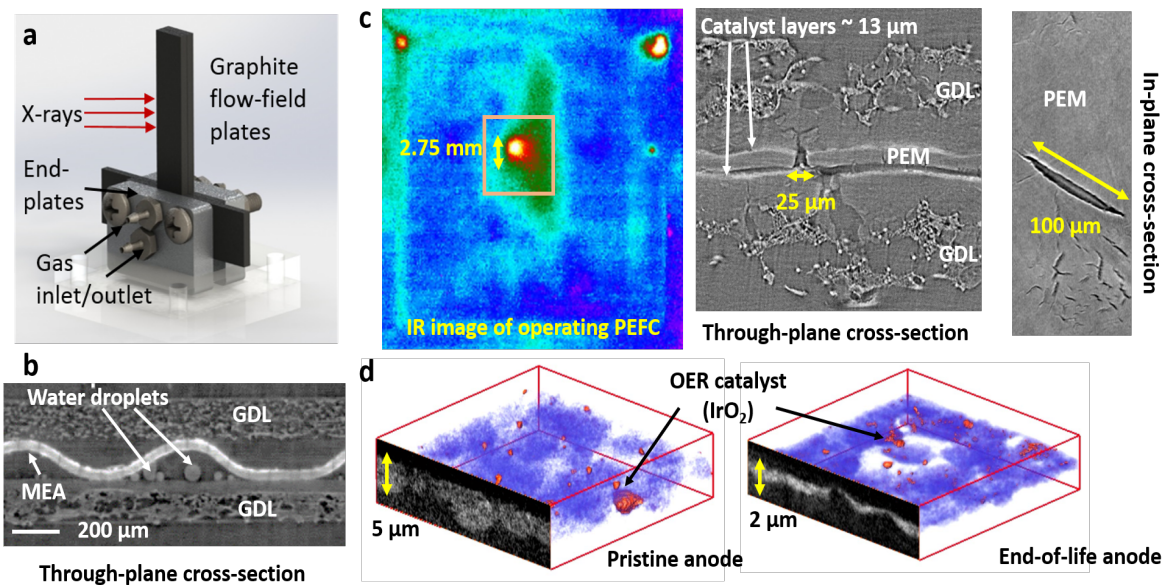 a
Graphite
flow-field
plates
X-rays
End-
plates
Gas
inlet/outlet
b
Water droplets
GDL
MEA
GDL
200 μm
Through-plane cross-section
c
2.75 mm
IR image of operating PEFC
Catalyst layers ~ 13 μm
GDL
PEM
25 μm
GDL
Through-plane cross-section
PEM
100 μm
In-plane cross-section
d
OER catalyst
(IrO₂)
5 μm
Pristine anode
2 μm
End-of-life anode